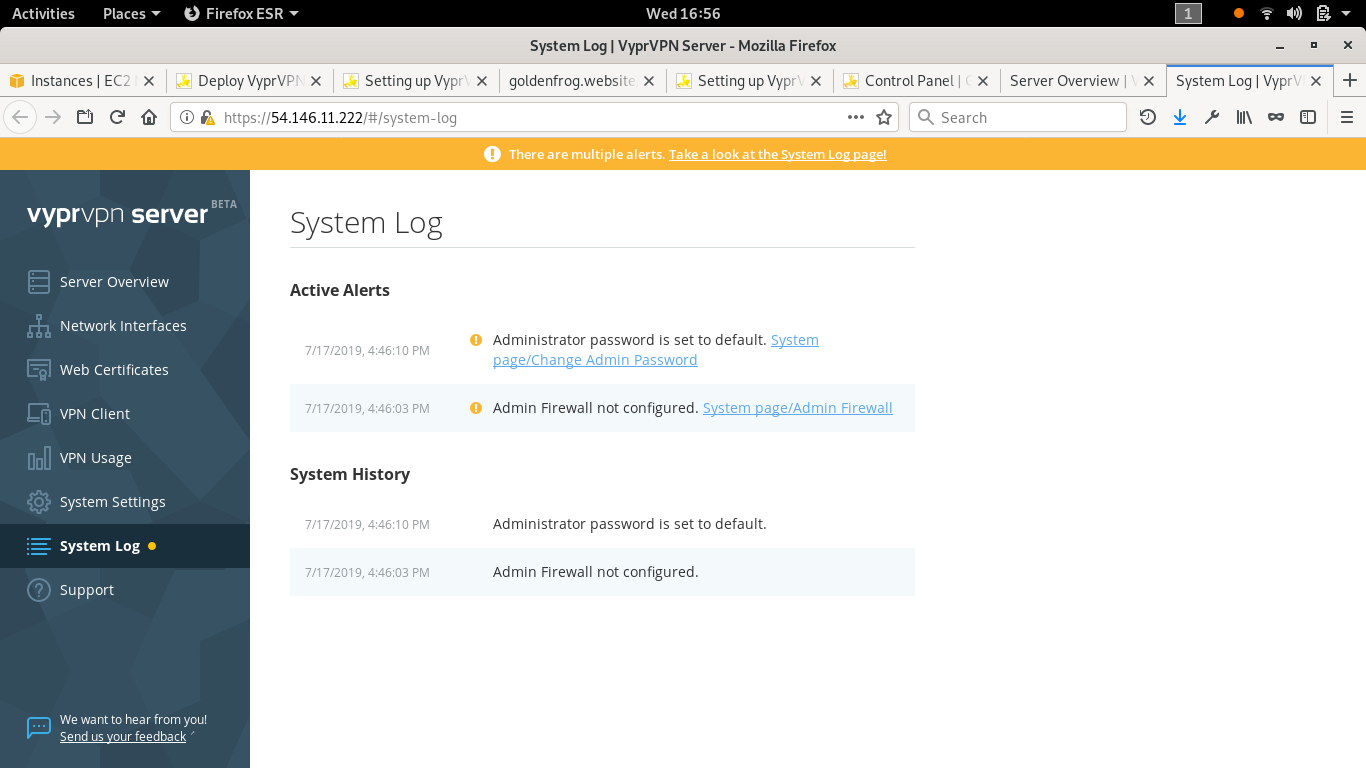 Activities Places Firefox ESR Wed 16:56 1
System Log | VyprVPN Server - Mozilla Firefox
Instances | EC2 Deploy VyprVPN Setting up Vypr goldenfrog.website Setting up Vypr Control Panel | Server Overview | System Log | Vypr
https://54.146.11.222/#/system-log Search
There are multiple alerts. Take a look at the System Log page!
vyprvpn server BETA
Server Overview
Network Interfaces
Web Certificates
VPN Client
VPN Usage
System Settings
System Log
Support
We want to hear from you!
Send us your feedback
System Log
Active Alerts
7/17/2019, 4:46:10 PM Administrator password is set to default. System
page/Change Admin Password
7/17/2019, 4:46:03 PM Admin Firewall not configured. System page/Admin Firewall
System History
7/17/2019, 4:46:10 PM Administrator password is set to default.
7/17/2019, 4:46:03 PM Admin Firewall not configured.